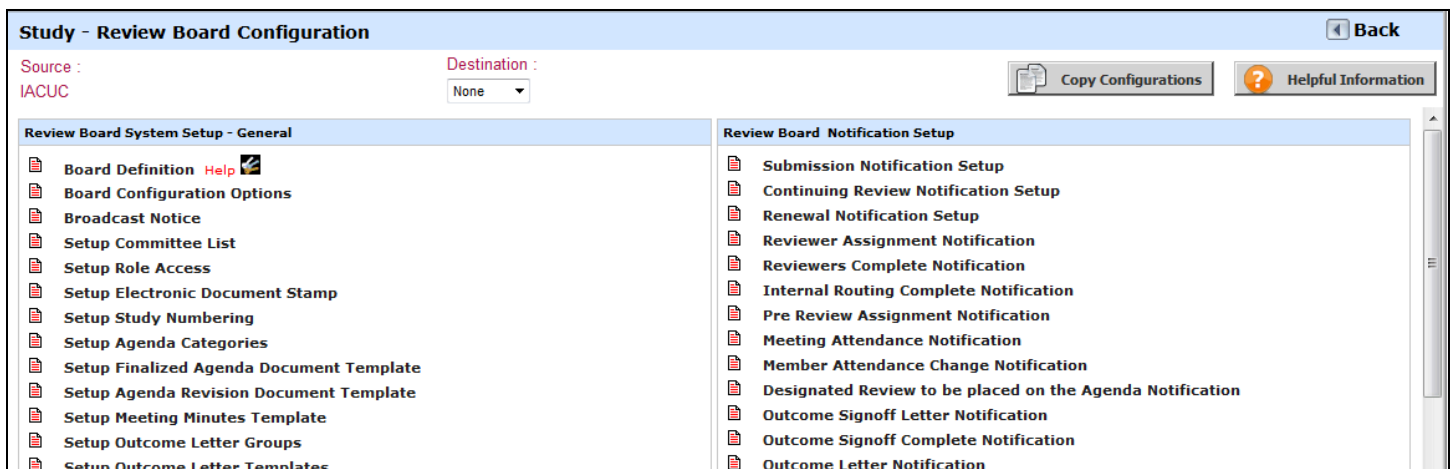 Study - Review Board Configuration
Back
Source :
Destination :
IACUC
None
Copy Configurations
Helpful Information
Review Board System Setup - General
Board Definition Help
Board Configuration Options
Broadcast Notice
Setup Committee List
Setup Role Access
Setup Electronic Document Stamp
Setup Study Numbering
Setup Agenda Categories
Setup Finalized Agenda Document Template
Setup Agenda Revision Document Template
Setup Meeting Minutes Template
Setup Outcome Letter Groups
Setup Outcome Letter Templates
Review Board Notification Setup
Submission Notification Setup
Continuing Review Notification Setup
Renewal Notification Setup
Reviewer Assignment Notification
Reviewers Complete Notification
Internal Routing Complete Notification
Pre Review Assignment Notification
Meeting Attendance Notification
Member Attendance Change Notification
Designated Review to be placed on the Agenda Notification
Outcome Signoff Letter Notification
Outcome Signoff Complete Notification
Outcome Letter Notification